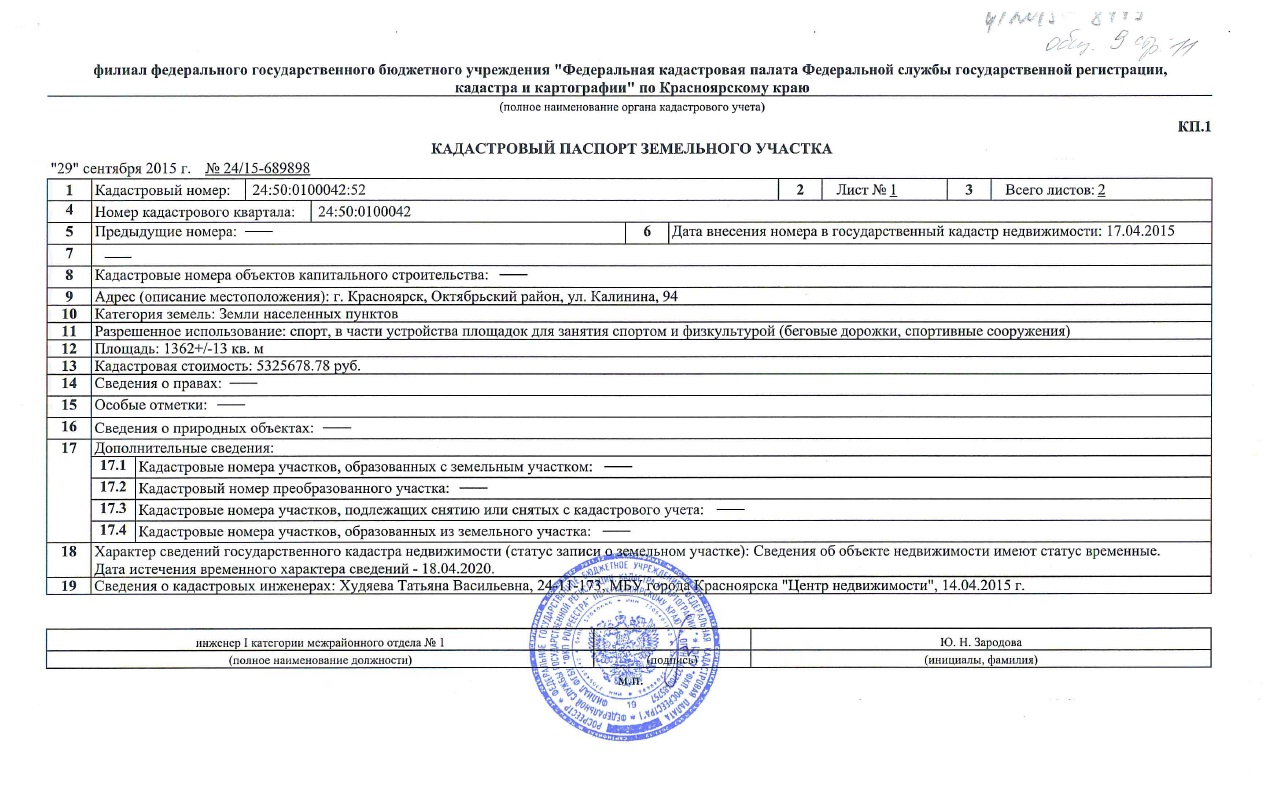 обл. 9 стр. 11
филиал федерального государственного бюджетного учреждения "Федеральная кадастровая палата Федеральной службы государственной регистрации,
кадастра и картографии" по Красноярскому краю
(полное наименование органа кадастрового учета)
КП.1
КАДАСТРОВЫЙ ПАСПОРТ ЗЕМЕЛЬНОГО УЧАСТКА
"29" сентября 2015 г. № 24/15-689898
1 Кадастровый номер: 24:50:0100042:52 2 Лист № 1 3 Всего листов: 2
4 Номер кадастрового квартала: 24:50:0100042
5 Предыдущие номера: —— 6 Дата внесения номера в государственный кадастр недвижимости: 17.04.2015
7 ——
8 Кадастровые номера объектов капитального строительства: ——
9 Адрес (описание местоположения): г. Красноярск, Октябрьский район, ул. Калинина, 94
10 Категория земель: Земли населенных пунктов
11 Разрешенное использование: спорт, в части устройства площадок для занятия спортом и физкультурой (беговые дорожки, спортивные сооружения)
12 Площадь: 1362+/-13 кв. м
13 Кадастровая стоимость: 5325678.78 руб.
14 Сведения о правах: ——
15 Особые отметки: ——
16 Сведения о природных объектах: ——
17 Дополнительные сведения:
17.1 Кадастровые номера участков, образованных с земельным участком: ——
17.2 Кадастровый номер преобразованного участка: ——
17.3 Кадастровые номера участков, подлежащих снятию или снятых с кадастрового учета: ——
17.4 Кадастровые номера участков, образованных из земельного участка: ——
18 Характер сведений государственного кадастра недвижимости (статус записи о земельном участке): Сведения об объекте недвижимости имеют статус временные.
Дата истечения временного характера сведений - 18.04.2020.
19 Сведения о кадастровых инженерах: Худяева Татьяна Васильевна, 24-11-173, МБУ города Красноярска "Центр недвижимости", 14.04.2015 г.
инженер I категории межрайонного отдела № 1 Ю. Н. Зародова
(полное наименование должности) (подпись) (инициалы, фамилия)
М.П.